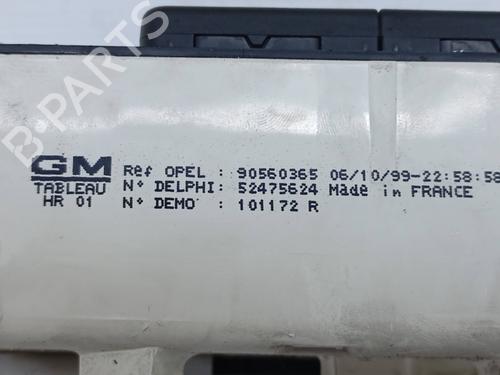 B-Parts
GM Réf OPEL : 90560365 06/10/99-22:58:58
TABLEAU N° DELPHI: 52475624 Made in FRANCE
HR 01 N° DEMO : 101172 R